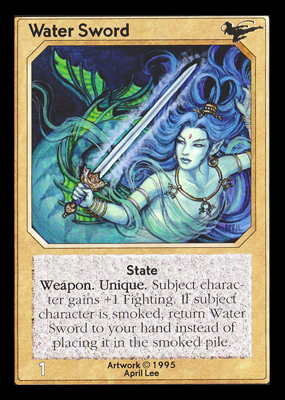 Water Sword
State
Weapon. Unique. Subject charac-
ter gains +1 Fighting. If subject
character is smoked, return Water
Sword to your hand instead of
placing it in the smoked pile.
1
Artwork © 1995
April Lee